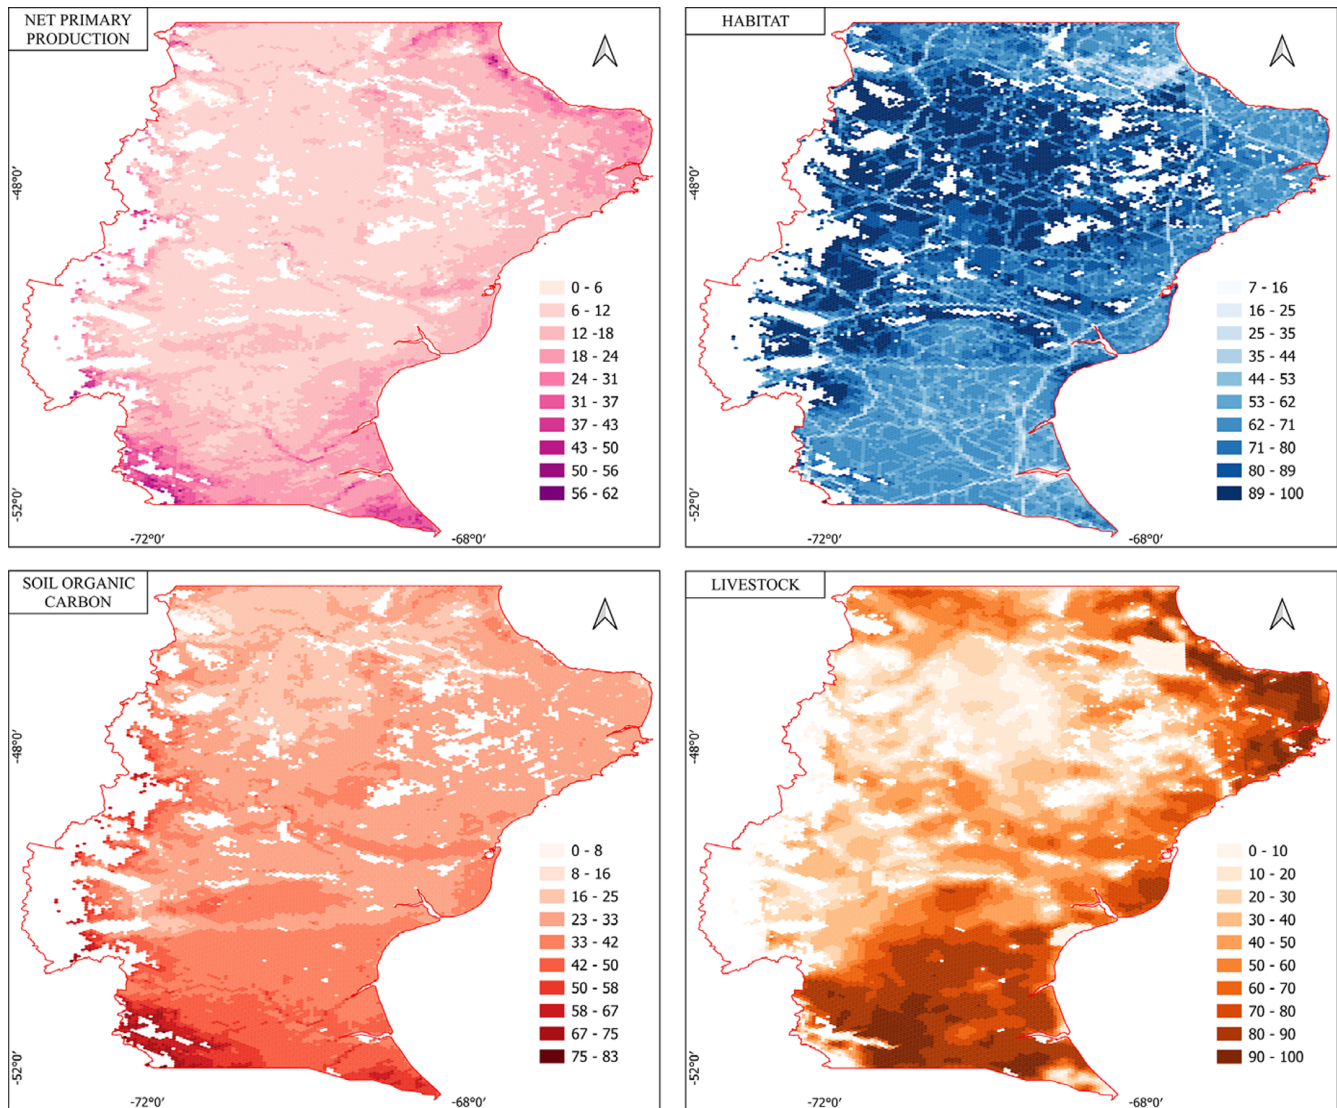 NET PRIMARY
PRODUCTION
-48°0′
-52°0′
-72°0′
-68°0′
0 - 6
6 - 12
12 -18
18 - 24
24 - 31
31 - 37
37 - 43
43 - 50
50 - 56
56 - 62
HABITAT
-48°0′
-52°0′
-72°0′
-68°0′
7 - 16
16 - 25
25 - 35
35 - 44
44 - 53
53 - 62
62 - 71
71 - 80
80 - 89
89 - 100
SOIL ORGANIC
CARBON
-48°0′
-52°0′
-72°0′
-68°0′
0 - 8
8 - 16
16 - 25
23 - 33
33 - 42
42 - 50
50 - 58
58 - 67
67 - 75
75 - 83
LIVESTOCK
-48°0′
-52°0′
-72°0′
-68°0′
0 - 10
10 - 20
20 - 30
30 - 40
40 - 50
50 - 60
60 - 70
70 - 80
80 - 90
90 - 100